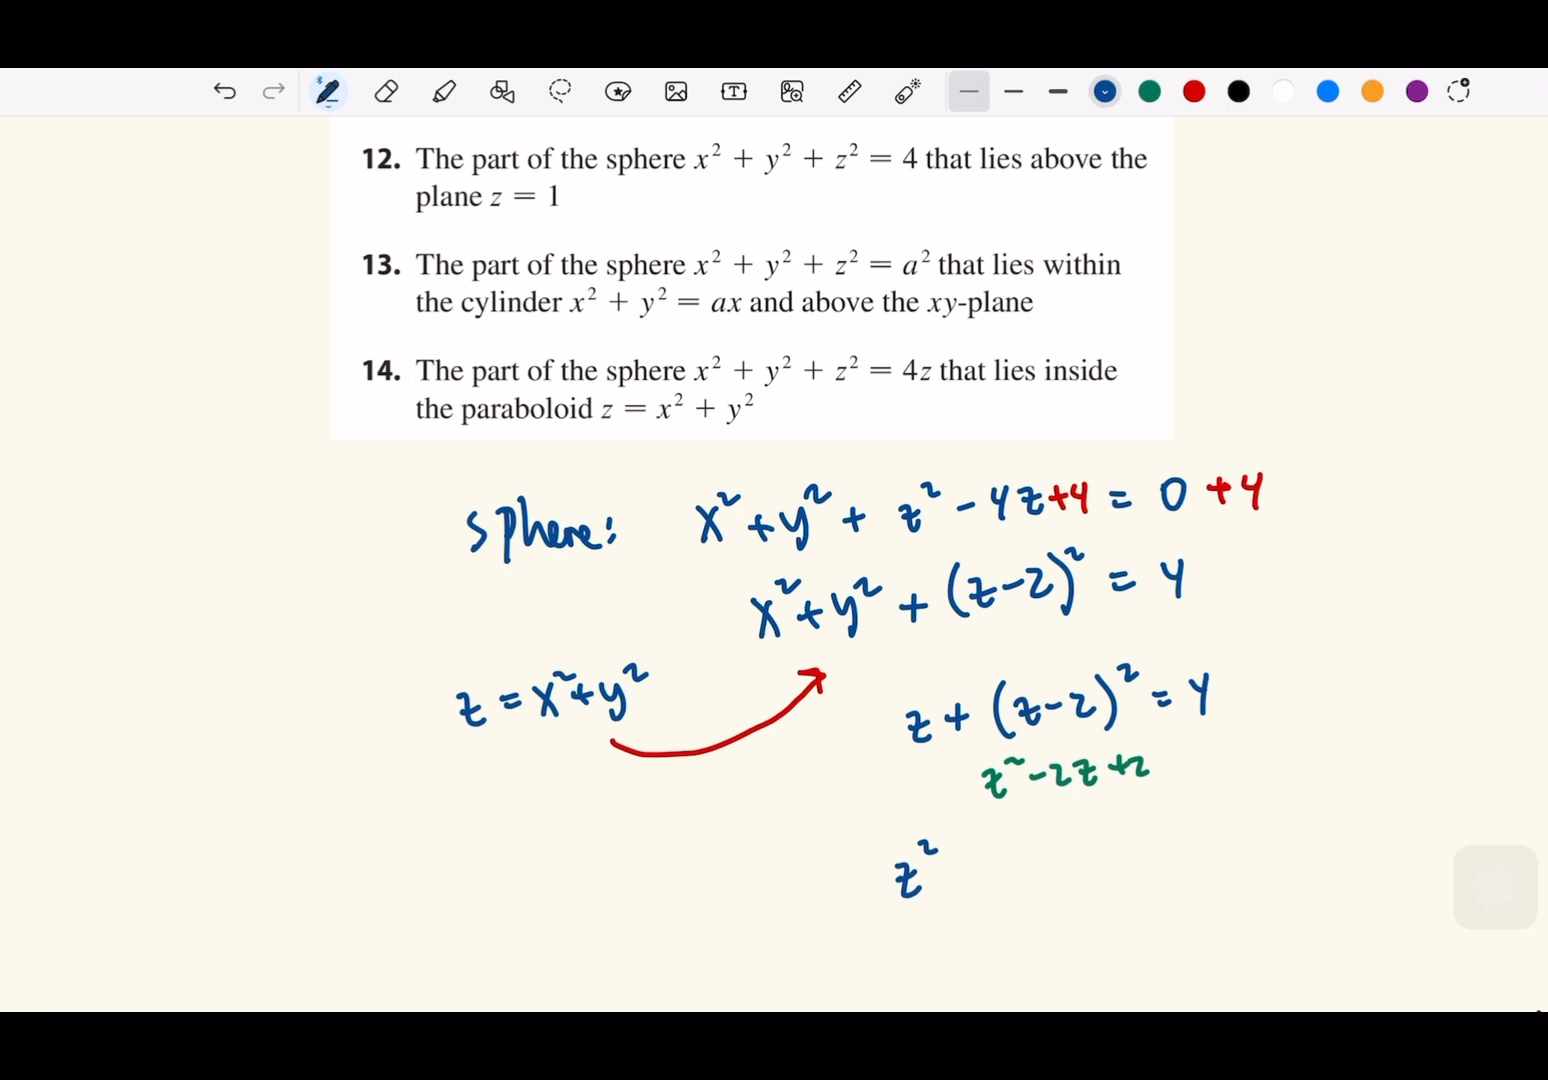 12. The part of the sphere x² + y² + z² = 4 that lies above the
plane z = 1
13. The part of the sphere x² + y² + z² = a² that lies within
the cylinder x² + y² = ax and above the xy-plane
14. The part of the sphere x² + y² + z² = 4z that lies inside
the paraboloid z = x² + y²
sphere: x² + y² + z² - 4z + 4 = 0 + 4
x² + y² + (z-2)² = 4
z = x² + y²
z + (z-2)² = 4
z² - 2z + 2
z²